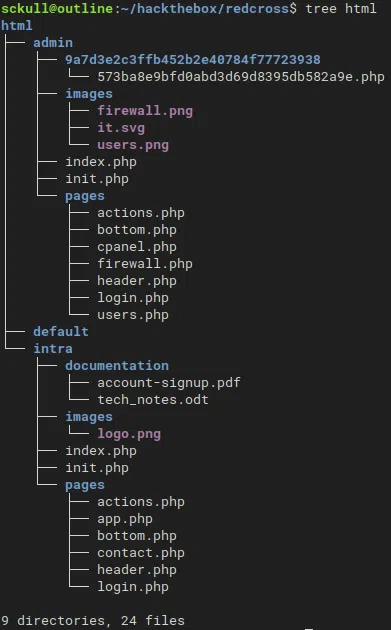 sckull@outline:~/hackthebox/redcross$ tree html
html
├── admin
│   ├── 9a7d3e2c3ffb452b2e40784f77723938
│   │   └── 573ba8e9bfd0abd3d69d8395db582a9e.php
│   ├── images
│   │   ├── firewall.png
│   │   ├── it.svg
│   │   └── users.png
│   ├── index.php
│   ├── init.php
│   └── pages
│       ├── actions.php
│       ├── bottom.php
│       ├── cpanel.php
│       ├── firewall.php
│       ├── header.php
│       ├── login.php
│       └── users.php
├── default
└── intra
    ├── documentation
    │   ├── account-signup.pdf
    │   └── tech_notes.odt
    ├── images
    │   └── logo.png
    ├── index.php
    ├── init.php
    └── pages
        ├── actions.php
        ├── app.php
        ├── bottom.php
        ├── contact.php
        ├── header.php
        └── login.php
9 directories, 24 files